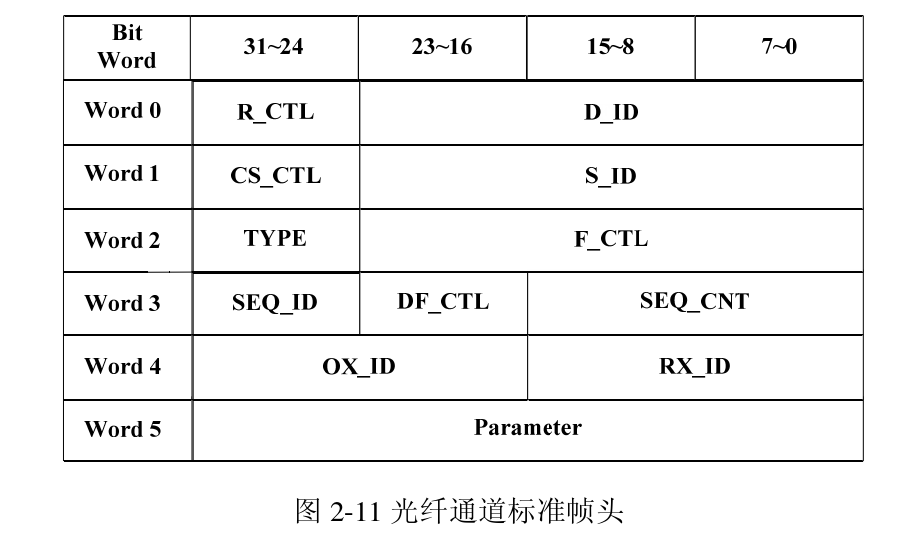 Bit
Word
31~24 23~16 15~8 7~0
Word 0 R_CTL D_ID
Word 1 CS_CTL S_ID
Word 2 TYPE F_CTL
Word 3 SEQ_ID DF_CTL SEQ_CNT
Word 4 OX_ID RX_ID
Word 5 Parameter
图 2-11 光纤通道标准帧头